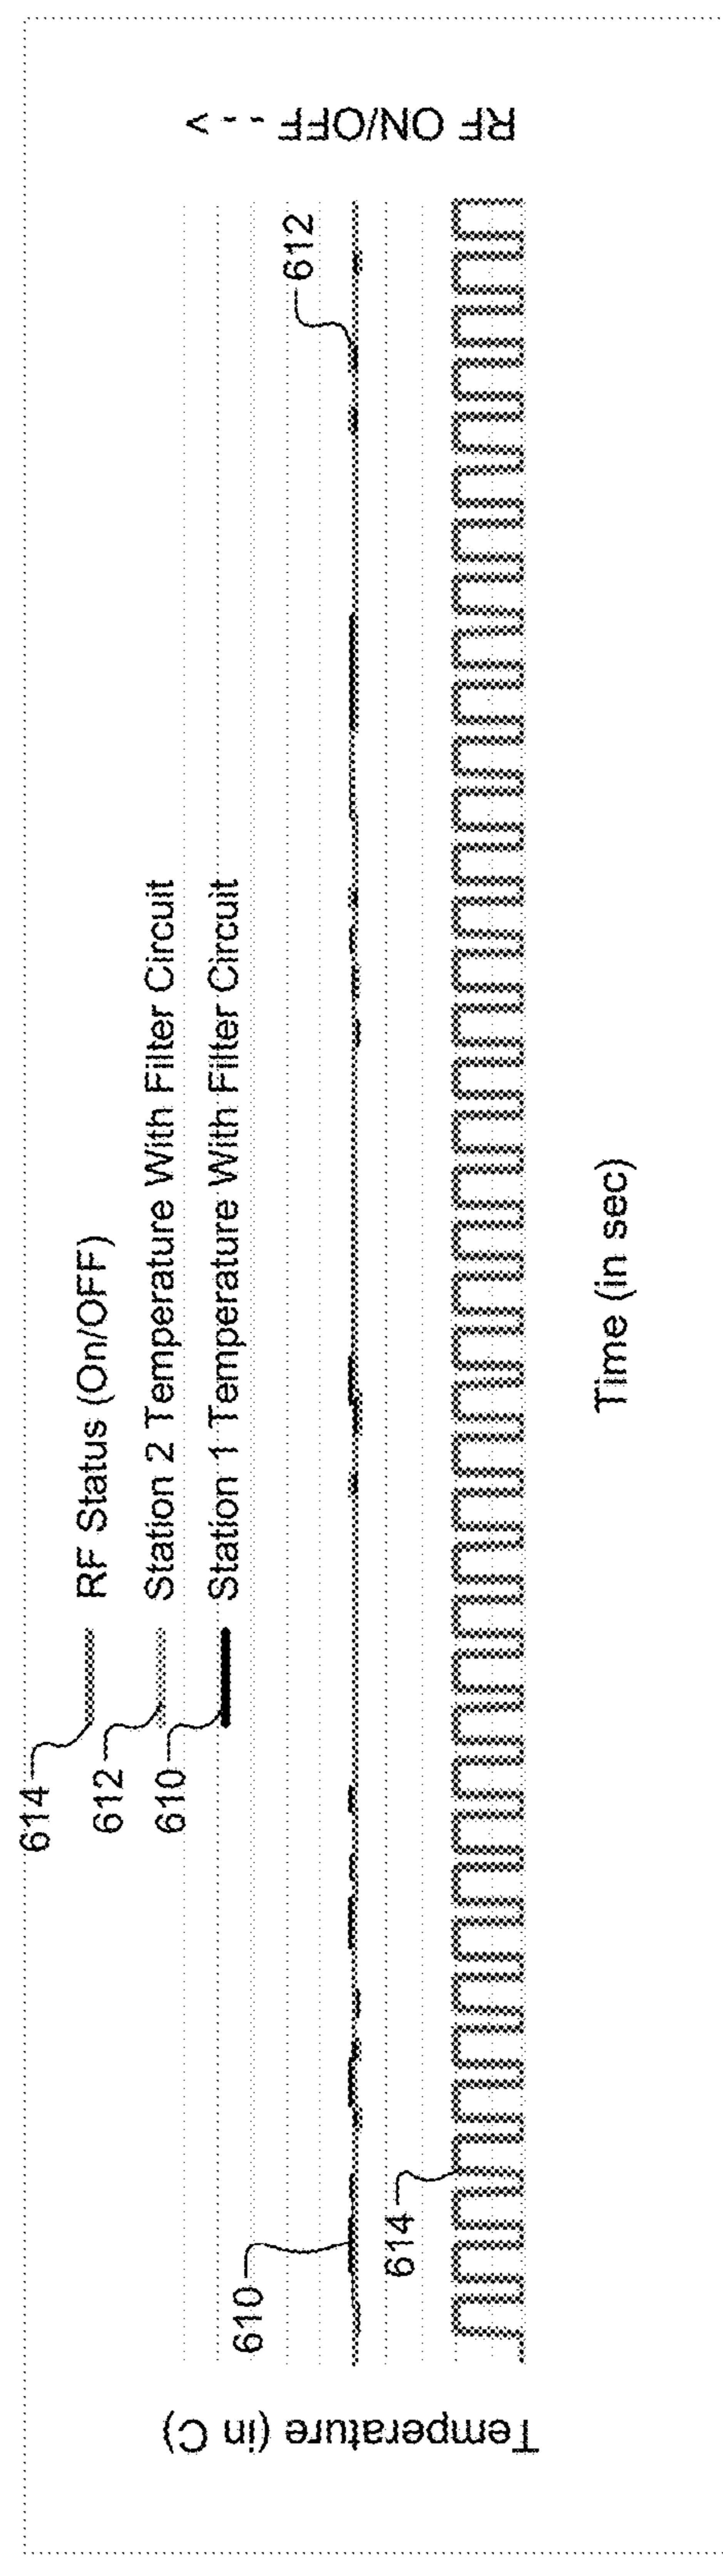 614 RF Status (On/OFF)
612 Station 2 Temperature With Filter Circuit
610 Station 1 Temperature With Filter Circuit
Temperature (in C)
RF ON/OFF - - >
610
612
614
Time (in sec)